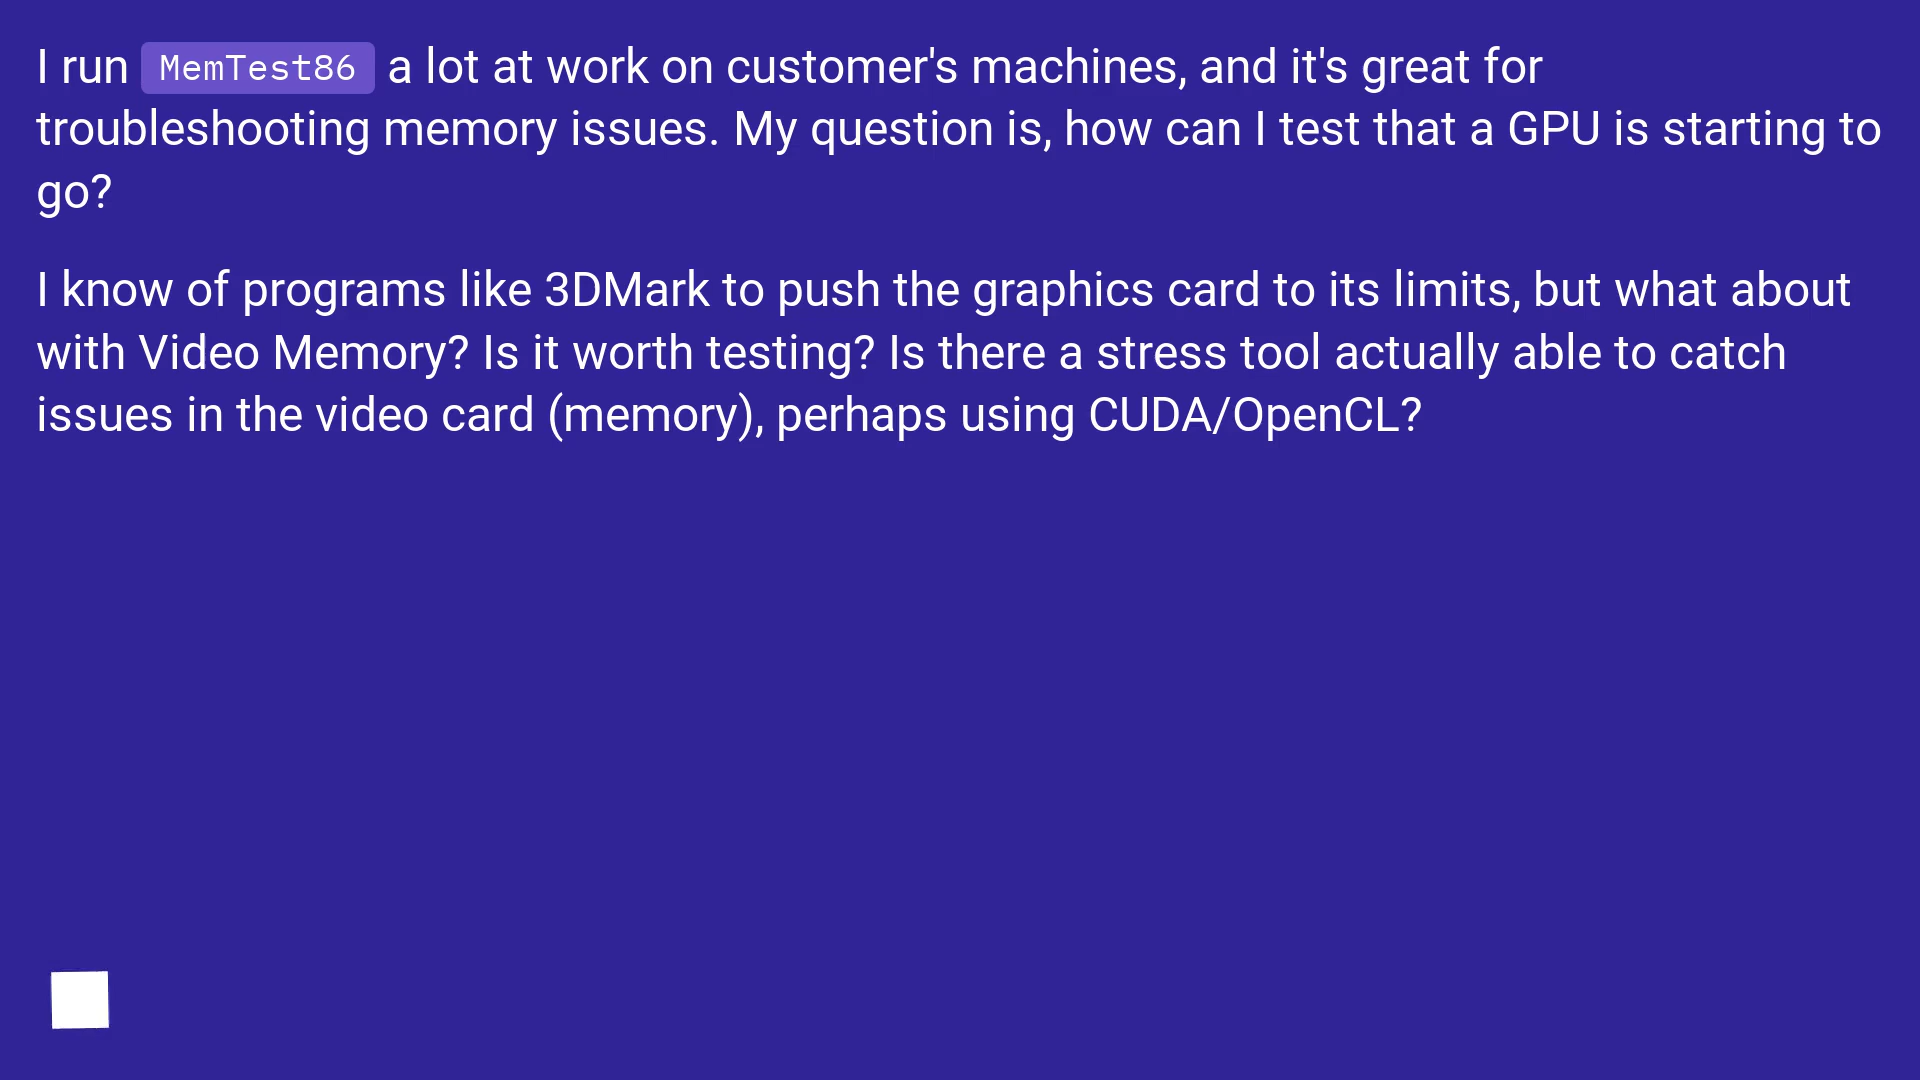 I run MemTest86 a lot at work on customer's machines, and it's great for
troubleshooting memory issues. My question is, how can I test that a GPU is starting to
go?
I know of programs like 3DMark to push the graphics card to its limits, but what about
with Video Memory? Is it worth testing? Is there a stress tool actually able to catch
issues in the video card (memory), perhaps using CUDA/OpenCL?